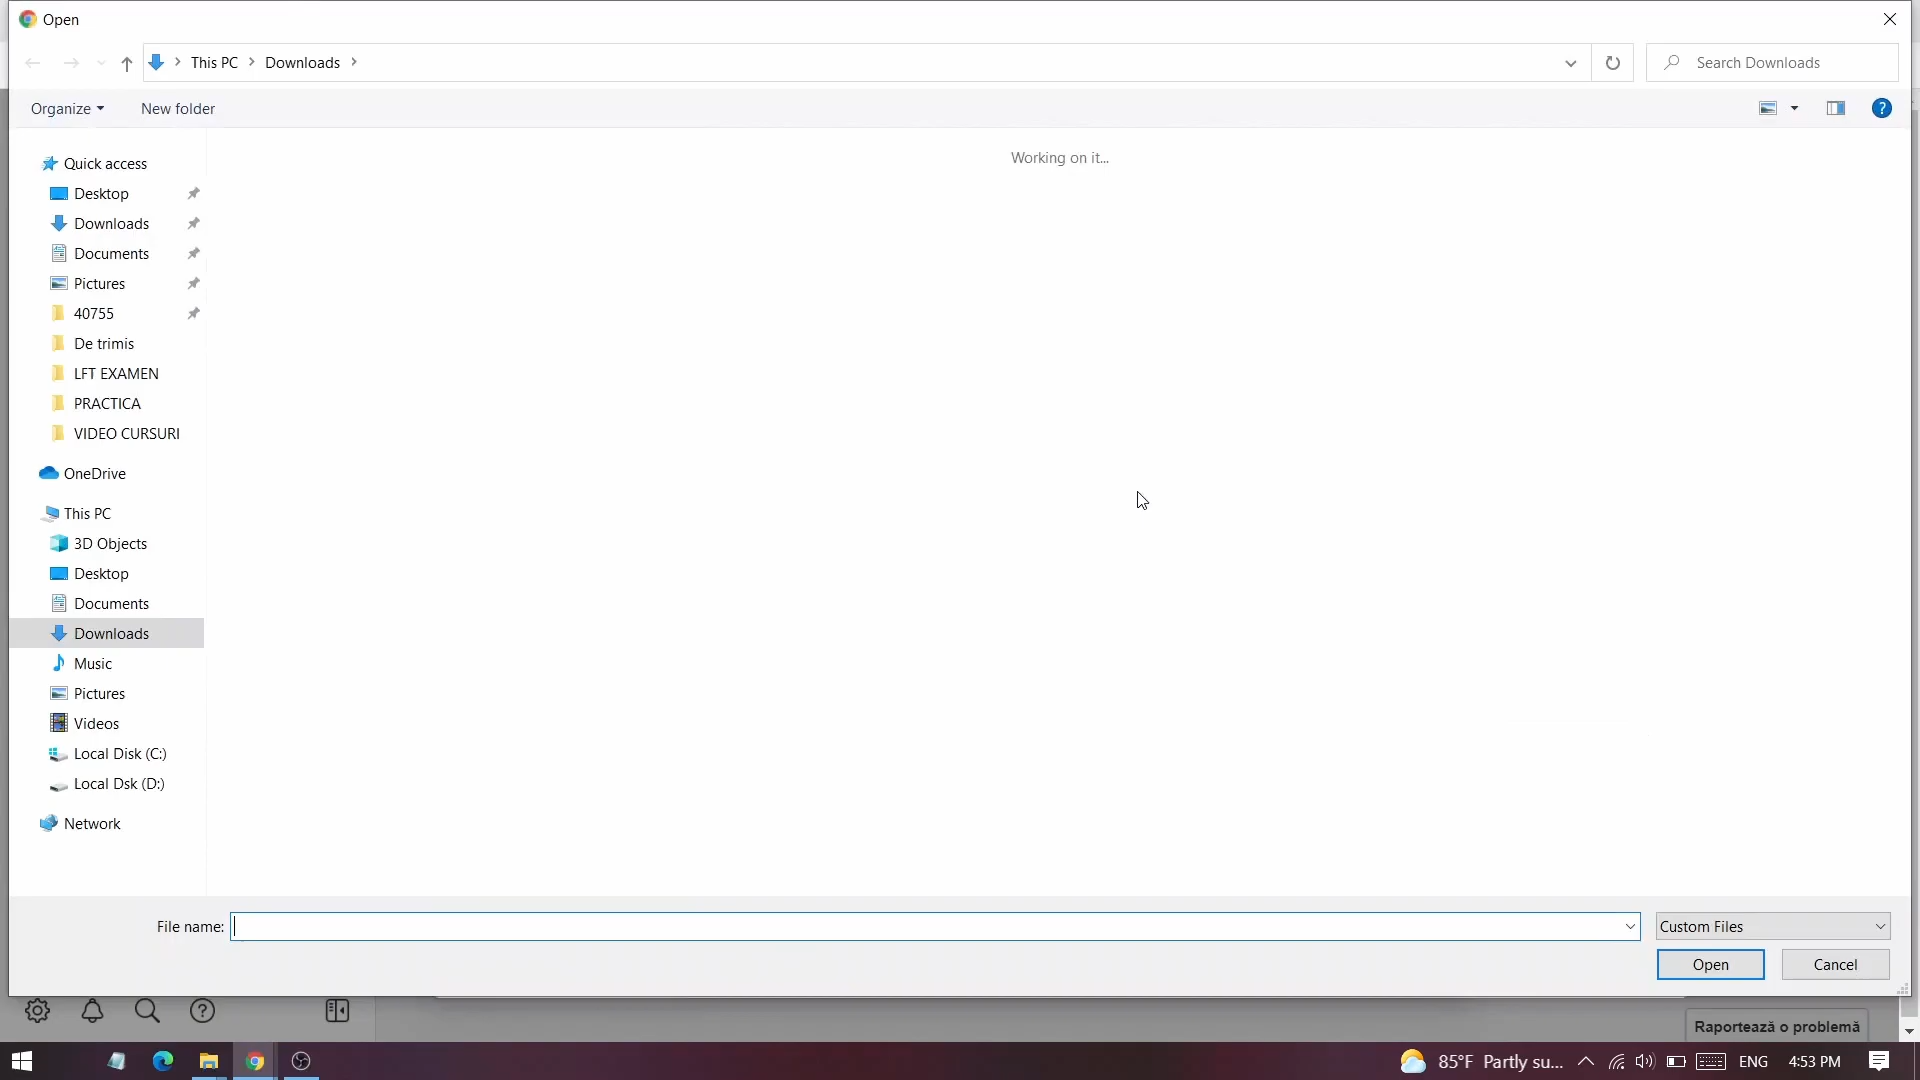 Open
This PC > Downloads >
Search Downloads
Organize
New folder
?
Working on it...
Quick access
Desktop
Downloads
Documents
Pictures
40755
De trimis
LFT EXAMEN
PRACTICA
VIDEO CURSURI
OneDrive
This PC
3D Objects
Desktop
Documents
Downloads
Music
Pictures
Videos
Local Disk (C:)
Local Dsk (D:)
Network
File name:
Custom Files
Open
Cancel
?
Raportează o problemă
85°F Partly su...
ENG
4:53 PM